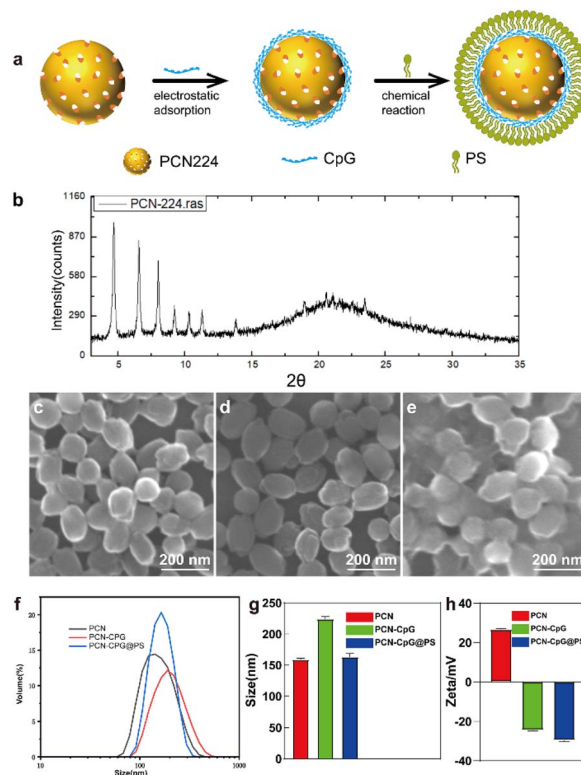 a
electrostatic
adsorption
chemical
reaction
PCN224
CpG
PS
b
PCN-224.ras
Intensity(counts)
1160
870
580
290
0
5
10
15
20
25
30
35
2θ
c
200 nm
d
200 nm
e
200 nm
f
PCN
PCN-CPG
PCN-CPG@PS
Volume(%)
20
15
10
5
0
10
100
1000
Size(nm)
g
PCN
PCN-CpG
PCN-CpG@PS
Size(nm)
250
200
150
100
50
0
h
PCN
PCN-CPG
PCN-CPG@PS
Zeta/mV
40
20
0
-20
-40